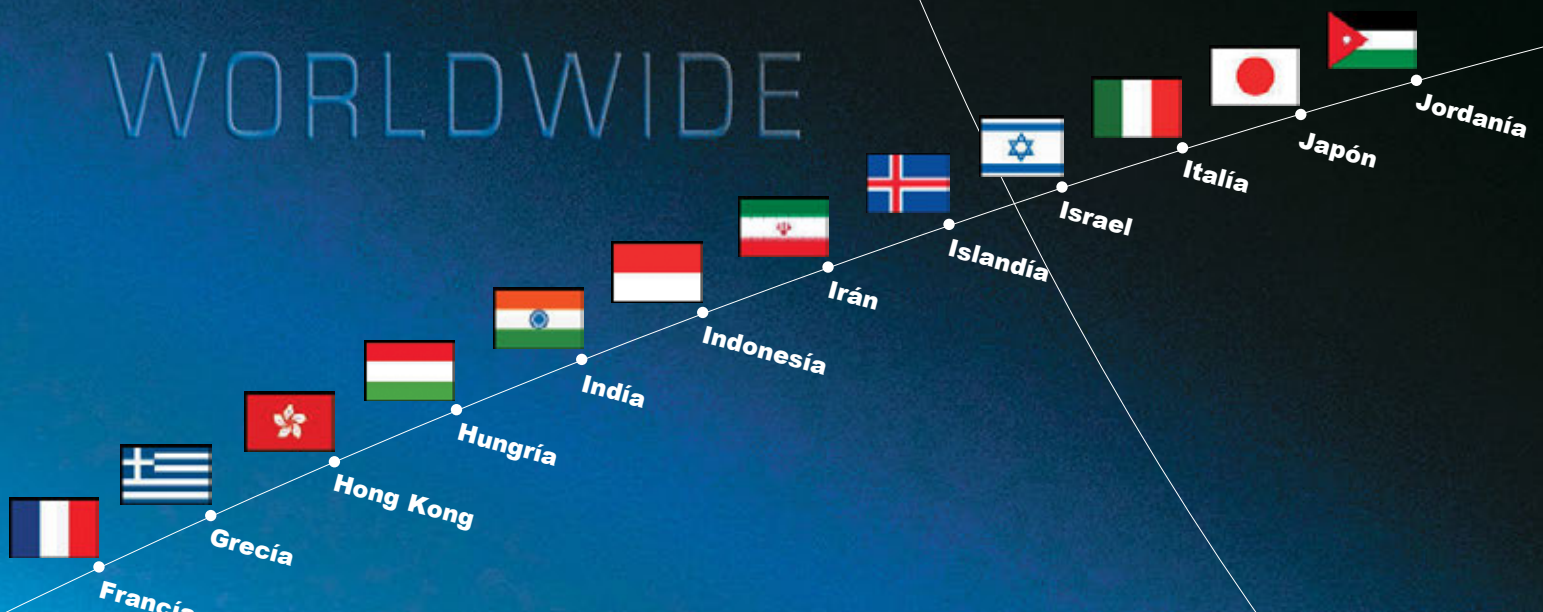 WORLDWIDE
Jordanía
Japón
Italía
Israel
Islandía
Irán
Indonesía
Indía
Hungría
Hong Kong
Grecía